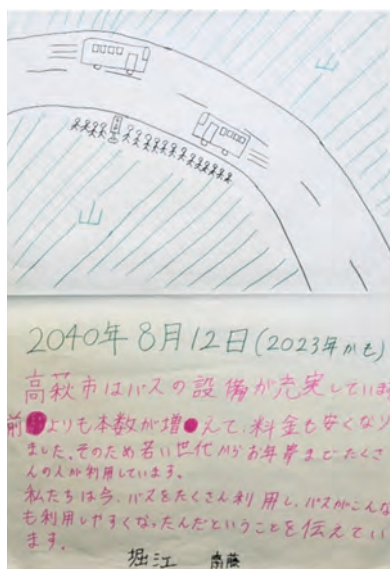 山
山
2040年8月12日(2023年かも)
高萩市はバスの設備が充実しています
前よりも本数が増えて、料金も安くなり
ました。そのため若い世代からお年寄まで たくさ
んの人が利用しています。
私たちは今、バスをたくさん利用し、バスがこんな
も利用しやすくなったんだということを伝えてい
ます。
堀江 齋藤